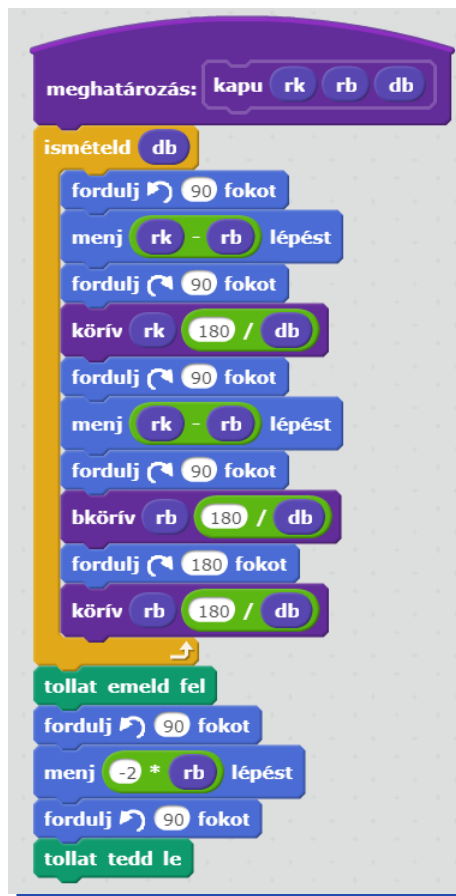 meghatározás: kapu rk rb db
ismételd db
fordulj 90 fokot
menj rk - rb lépést
fordulj 90 fokot
körív rk 180 / db
fordulj 90 fokot
menj rk - rb lépést
fordulj 90 fokot
bkörív rb 180 / db
fordulj 180 fokot
körív rb 180 / db
tollat emeld fel
fordulj 90 fokot
menj -2 * rb lépést
fordulj 90 fokot
tollat tedd le